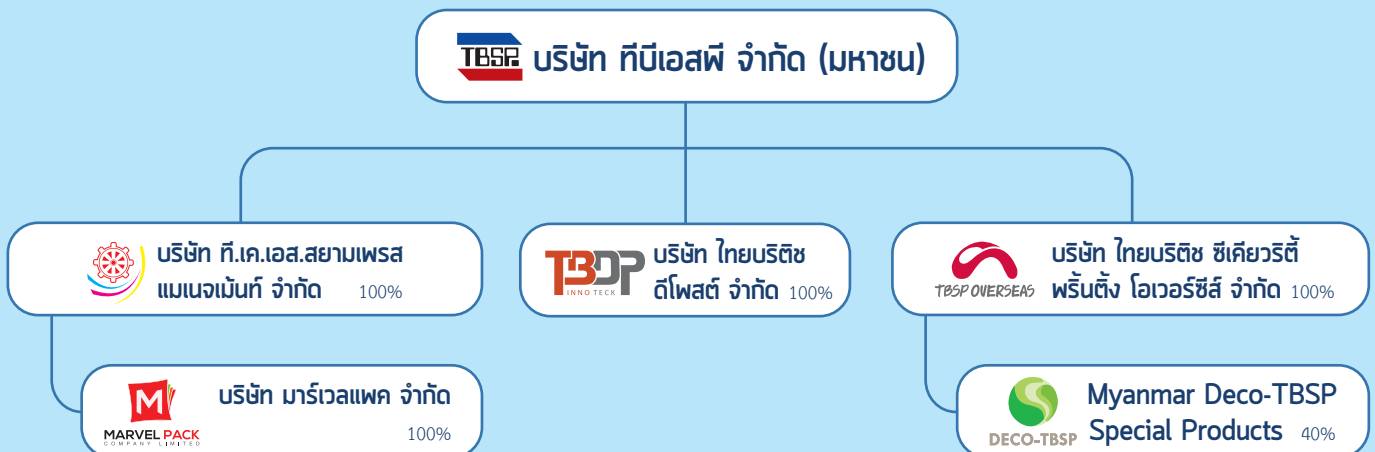 TBSP บริษัท ทีบีเอสพี จำกัด (มหาชน)
บริษัท ที.เค.เอส.สยามเพรส
แมเนจเม้นท์ จำกัด 100%
TBDP
INNO TECK
บริษัท ไทยบริติช
ดีโพสต์ จำกัด 100%
TBSP OVERSEAS
บริษัท ไทยบริติช ซีเคียวริตี้
พริ้นติ้ง โอเวอร์ซีส์ จำกัด 100%
M
MARVEL PACK
COMPANY LIMITED
บริษัท มาร์เวลแพค จำกัด
100%
DECO-TBSP
Myanmar Deco-TBSP
Special Products 40%